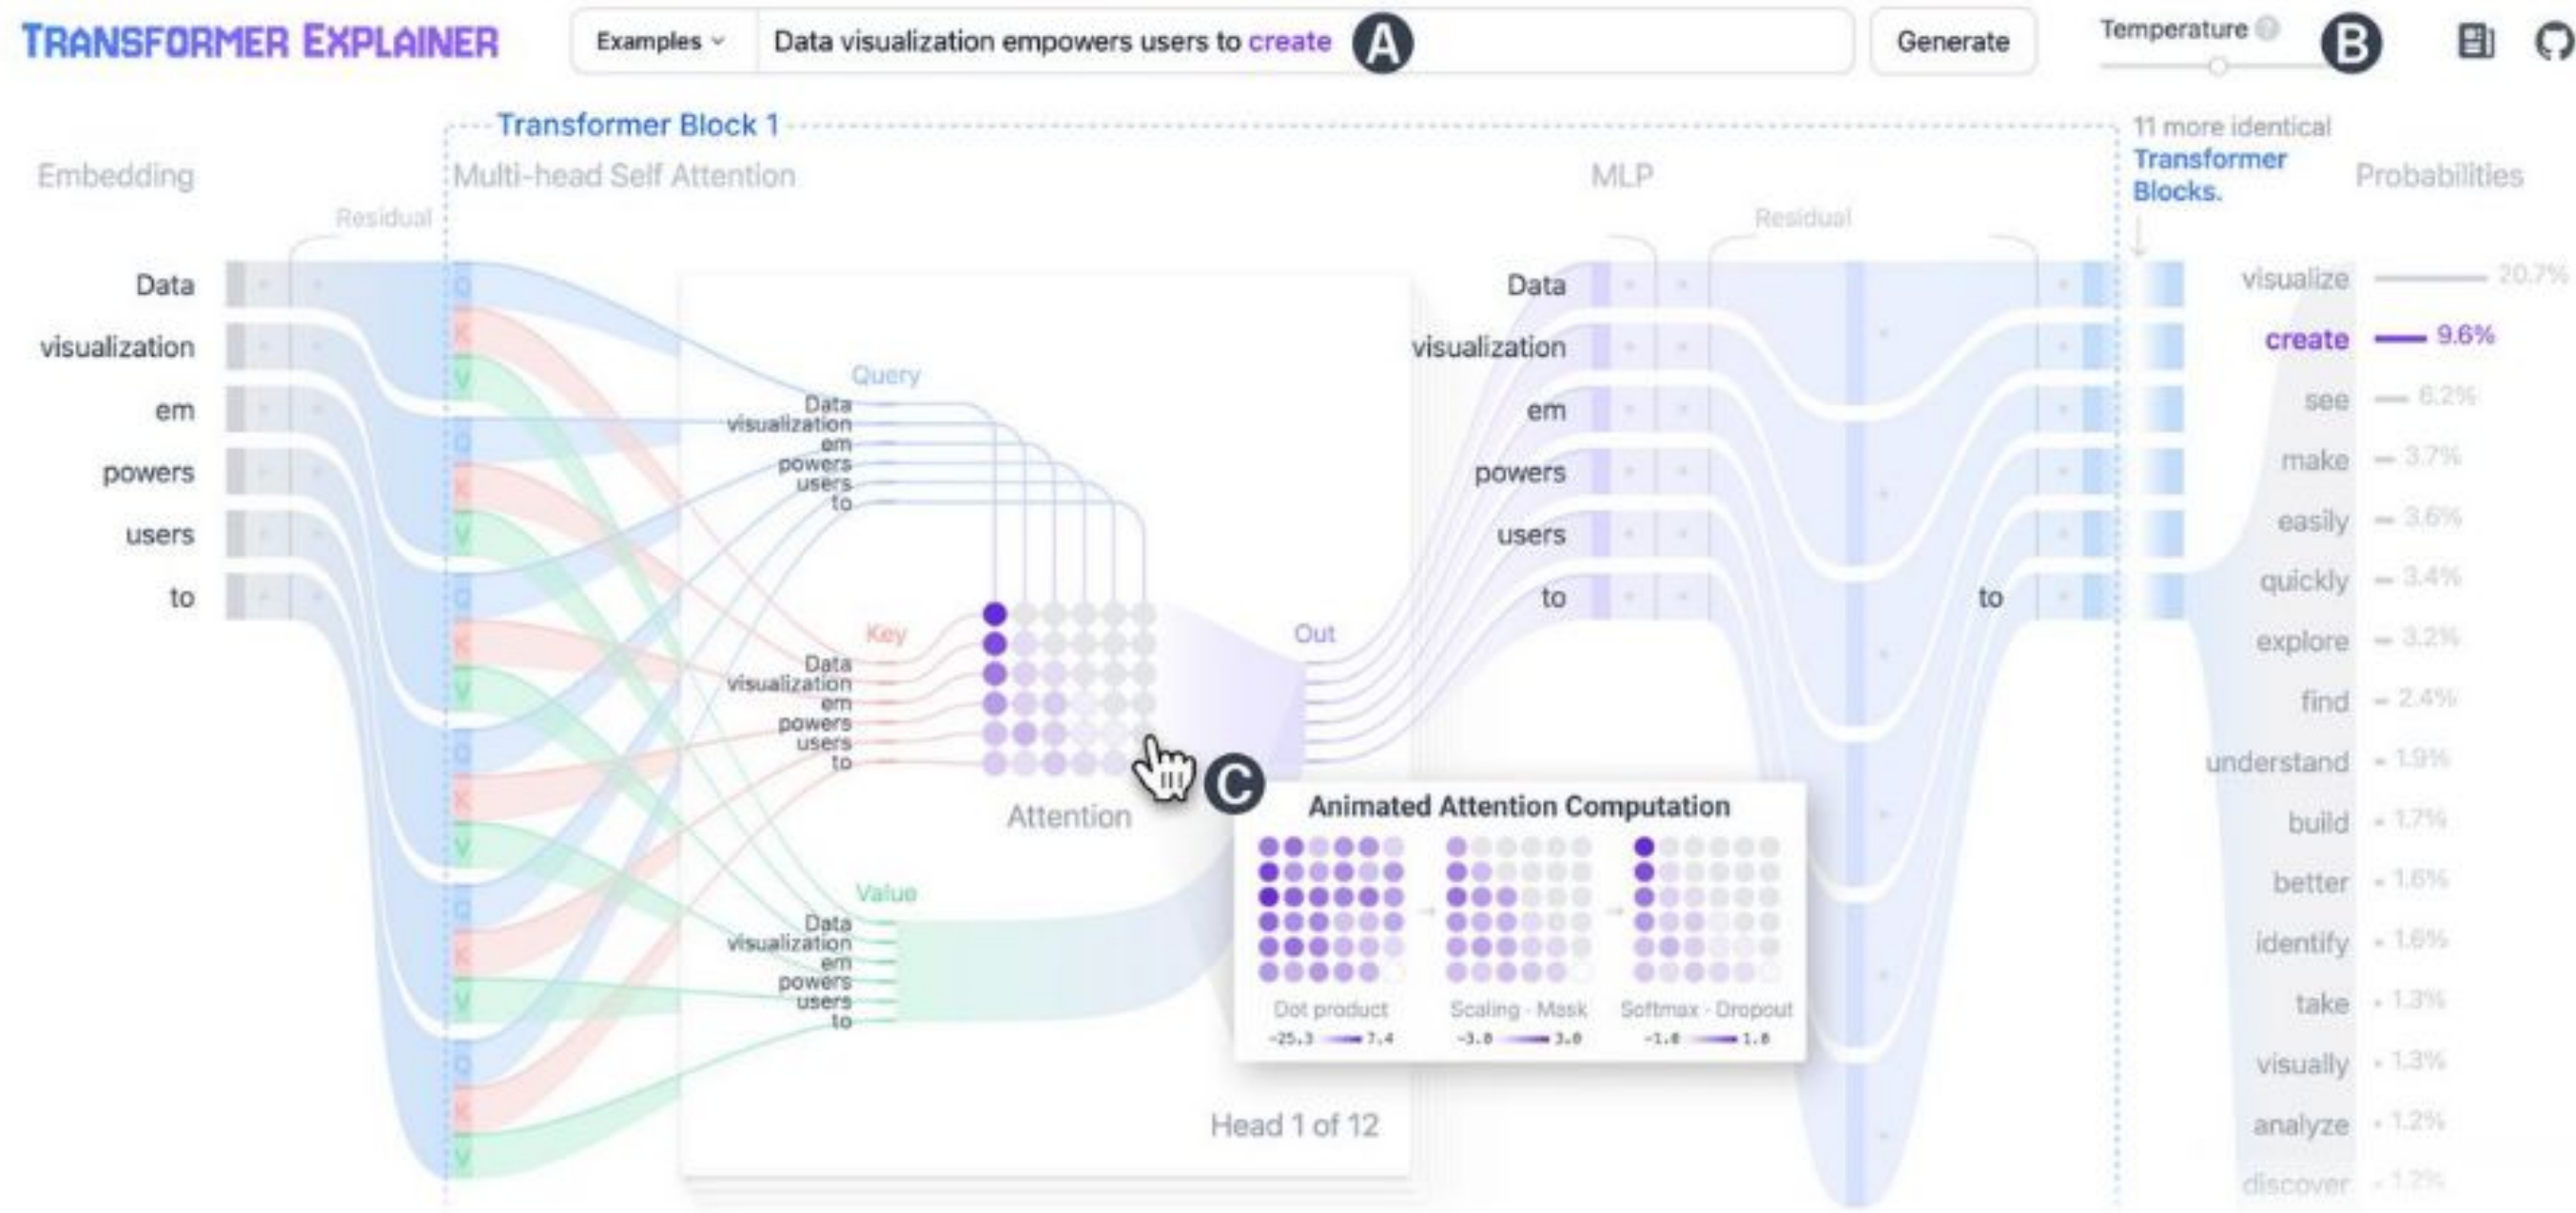 TRANSFORMER EXPLAINER
Examples
Data visualization empowers users to create
A
Generate
Temperature ?
B
Transformer Block 1
11 more identical
Transformer
Blocks.
Embedding
Multi-head Self Attention
MLP
Probabilities
Residual
Residual
Data
visualization
em
powers
users
to
Q
K
V
Q
K
V
Q
K
V
Q
K
V
Q
K
V
Q
K
V
Query
Data
visualization
em
powers
users
to
Key
Data
visualization
em
powers
users
to
Attention
Value
Data
visualization
em
powers
users
to
Out
Head 1 of 12
C
Animated Attention Computation
Dot product
Scaling · Mask
Softmax · Dropout
-25.3 7.4
-3.0 3.0
-1.0 1.0
Data
visualization
em
powers
users
to
to
visualize 20.7%
create 9.6%
see 6.2%
make 3.7%
easily 3.6%
quickly 3.4%
explore 3.2%
find 2.4%
understand 1.9%
build 1.7%
better 1.6%
identify 1.6%
take 1.3%
visually 1.3%
analyze 1.2%
discover 1.2%